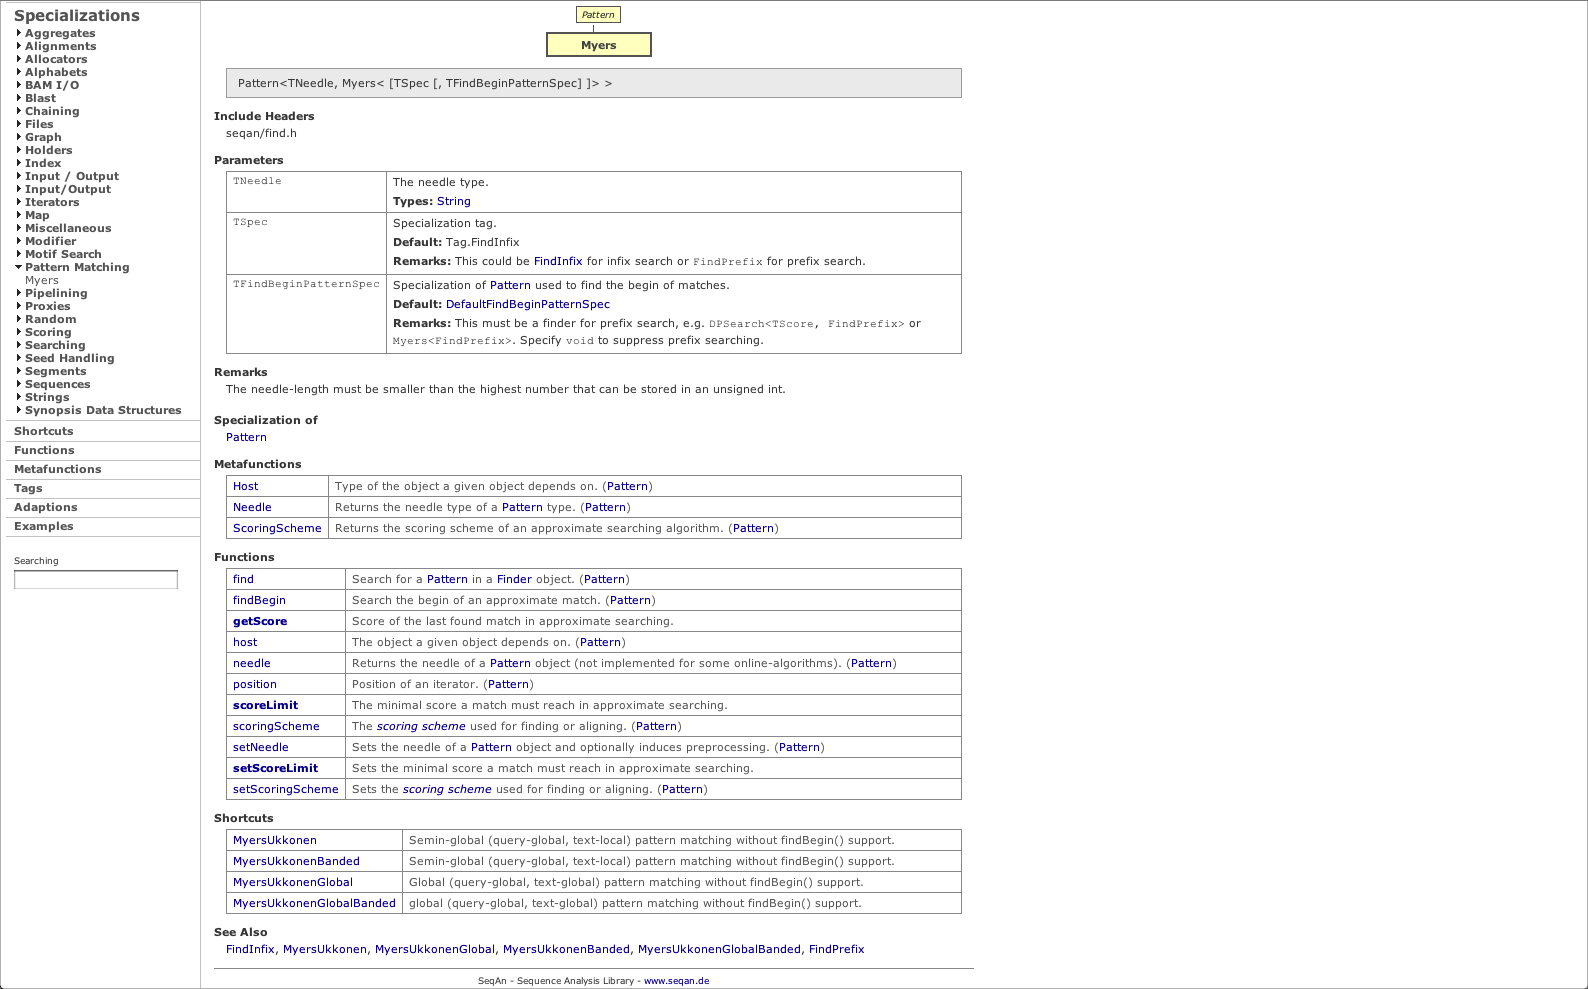 Specializations
Aggregates
Alignments
Allocators
Alphabets
BAM I/O
Blast
Chaining
Files
Graph
Holders
Index
Input / Output
Input/Output
Iterators
Map
Miscellaneous
Modifier
Motif Search
Pattern Matching
Myers
Pipelining
Proxies
Random
Scoring
Searching
Seed Handling
Segments
Sequences
Strings
Synopsis Data Structures
Shortcuts
Functions
Metafunctions
Tags
Adaptions
Examples
Searching
Pattern
Myers
Pattern<TNeedle, Myers< [TSpec [, TFindBeginPatternSpec] ]> >
Include Headers
seqan/find.h
Parameters
TNeedle The needle type.
Types: String
TSpec Specialization tag.
Default: Tag.FindInfix
Remarks: This could be FindInfix for infix search or FindPrefix for prefix search.
TFindBeginPatternSpec Specialization of Pattern used to find the begin of matches.
Default: DefaultFindBeginPatternSpec
Remarks: This must be a finder for prefix search, e.g. DPSearch<TScore, FindPrefix> or
Myers<FindPrefix>. Specify void to suppress prefix searching.
Remarks
The needle-length must be smaller than the highest number that can be stored in an unsigned int.
Specialization of
Pattern
Metafunctions
Host Type of the object a given object depends on. (Pattern)
Needle Returns the needle type of a Pattern type. (Pattern)
ScoringScheme Returns the scoring scheme of an approximate searching algorithm. (Pattern)
Functions
find Search for a Pattern in a Finder object. (Pattern)
findBegin Search the begin of an approximate match. (Pattern)
getScore Score of the last found match in approximate searching.
host The object a given object depends on. (Pattern)
needle Returns the needle of a Pattern object (not implemented for some online-algorithms). (Pattern)
position Position of an iterator. (Pattern)
scoreLimit The minimal score a match must reach in approximate searching.
scoringScheme The scoring scheme used for finding or aligning. (Pattern)
setNeedle Sets the needle of a Pattern object and optionally induces preprocessing. (Pattern)
setScoreLimit Sets the minimal score a match must reach in approximate searching.
setScoringScheme Sets the scoring scheme used for finding or aligning. (Pattern)
Shortcuts
MyersUkkonen Semin-global (query-global, text-local) pattern matching without findBegin() support.
MyersUkkonenBanded Semin-global (query-global, text-local) pattern matching without findBegin() support.
MyersUkkonenGlobal Global (query-global, text-global) pattern matching without findBegin() support.
MyersUkkonenGlobalBanded global (query-global, text-global) pattern matching without findBegin() support.
See Also
FindInfix, MyersUkkonen, MyersUkkonenGlobal, MyersUkkonenBanded, MyersUkkonenGlobalBanded, FindPrefix
SeqAn - Sequence Analysis Library - www.seqan.de